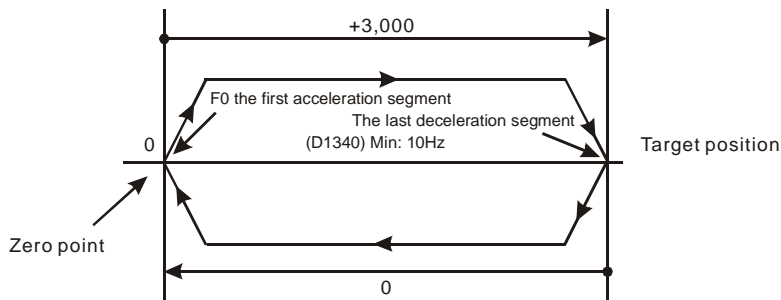 +3,000
F0 the first acceleration segment
The last deceleration segment
0
(D1340) Min: 10Hz
Target position
Zero point
0